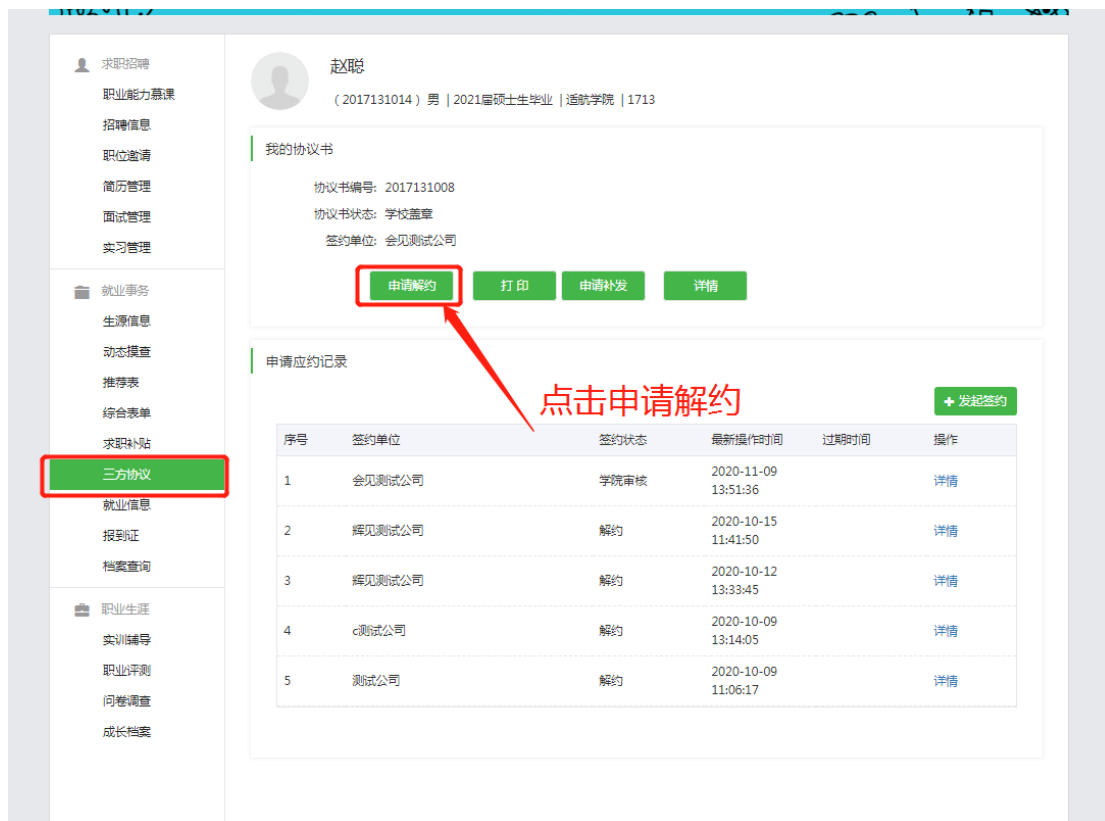 求职招聘
职业能力慕课
招聘信息
职位邀请
简历管理
面试管理
实习管理
就业事务
生源信息
动态摸查
推荐表
综合表单
求职补贴
三方协议
就业信息
报到证
档案查询
职业生涯
实训辅导
职业评测
问卷调查
成长档案
赵聪
（2017131014）男 | 2021届硕士生毕业 | 适航学院 | 1713
我的协议书
协议书编号: 2017131008
协议书状态: 学校盖章
签约单位: 会见测试公司
申请解约 打 印 申请补发 详情
申请应约记录
点击申请解约
+ 发起签约
序号 签约单位 签约状态 最新操作时间 过期时间 操作
1 会见测试公司 学院审核 2020-11-09 详情
13:51:36
2 辉见测试公司 解约 2020-10-15 详情
11:41:50
3 辉见测试公司 解约 2020-10-12 详情
13:33:45
4 c测试公司 解约 2020-10-09 详情
13:14:05
5 测试公司 解约 2020-10-09 详情
11:06:17